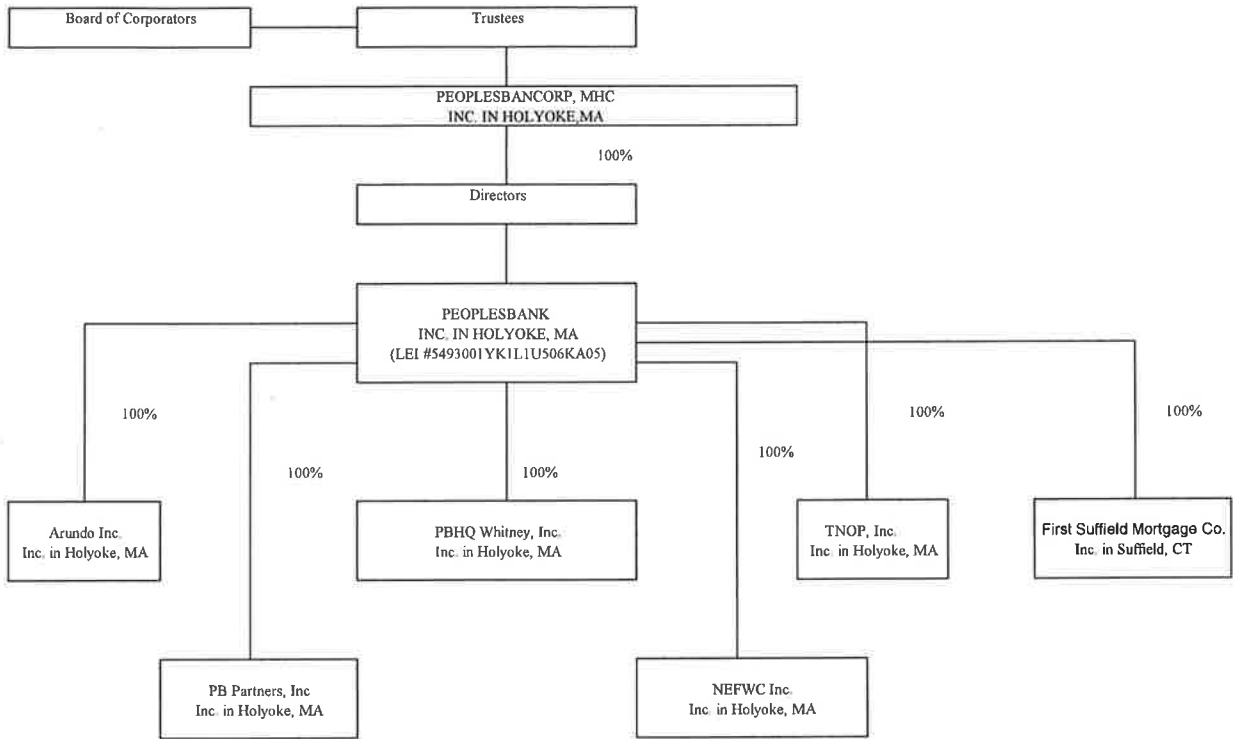 Board of Corporators
Trustees
PEOPLESBANCORP, MHC
INC. IN HOLYOKE,MA
100%
Directors
PEOPLESBANK
INC. IN HOLYOKE, MA
(LEI #5493001YK1L1U506KA05)
100%
100%
100%
100%
100%
100%
Arundo Inc.
Inc. in Holyoke, MA
PBHQ Whitney, Inc.
Inc. in Holyoke, MA
TNOP, Inc.
Inc. in Holyoke, MA
First Suffield Mortgage Co.
Inc. in Suffield, CT
PB Partners, Inc
Inc. in Holyoke, MA
NEFWC Inc.
Inc. in Holyoke, MA